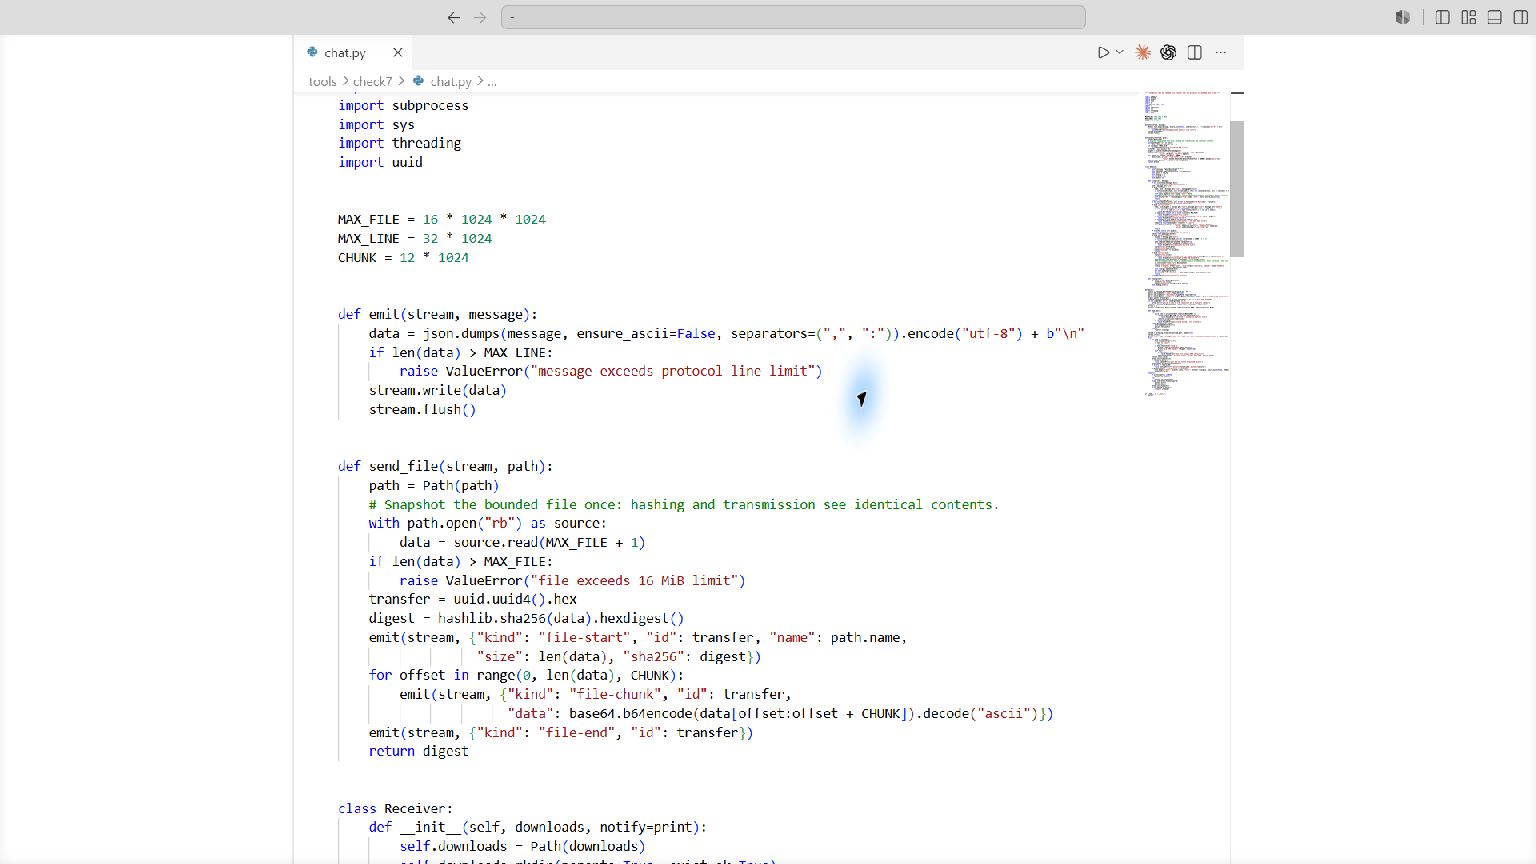 -
chat.py
tools > check7 > chat.py > ...
import subprocess
import sys
import threading
import uuid
MAX_FILE = 16 * 1024 * 1024
MAX_LINE = 32 * 1024
CHUNK = 12 * 1024
def emit(stream, message):
    data = json.dumps(message, ensure_ascii=False, separators=(",", ":")).encode("utf-8") + b"\n"
    if len(data) > MAX_LINE:
        raise ValueError("message exceeds protocol line limit")
    stream.write(data)
    stream.flush()
def send_file(stream, path):
    path = Path(path)
    # Snapshot the bounded file once: hashing and transmission see identical contents.
    with path.open("rb") as source:
        data = source.read(MAX_FILE + 1)
    if len(data) > MAX_FILE:
        raise ValueError("file exceeds 16 MiB limit")
    transfer = uuid.uuid4().hex
    digest = hashlib.sha256(data).hexdigest()
    emit(stream, {"kind": "file-start", "id": transfer, "name": path.name,
                  "size": len(data), "sha256": digest})
    for offset in range(0, len(data), CHUNK):
        emit(stream, {"kind": "file-chunk", "id": transfer,
                      "data": base64.b64encode(data[offset:offset + CHUNK]).decode("ascii")})
    emit(stream, {"kind": "file-end", "id": transfer})
    return digest
class Receiver:
    def __init__(self, downloads, notify=print):
        self.downloads = Path(downloads)